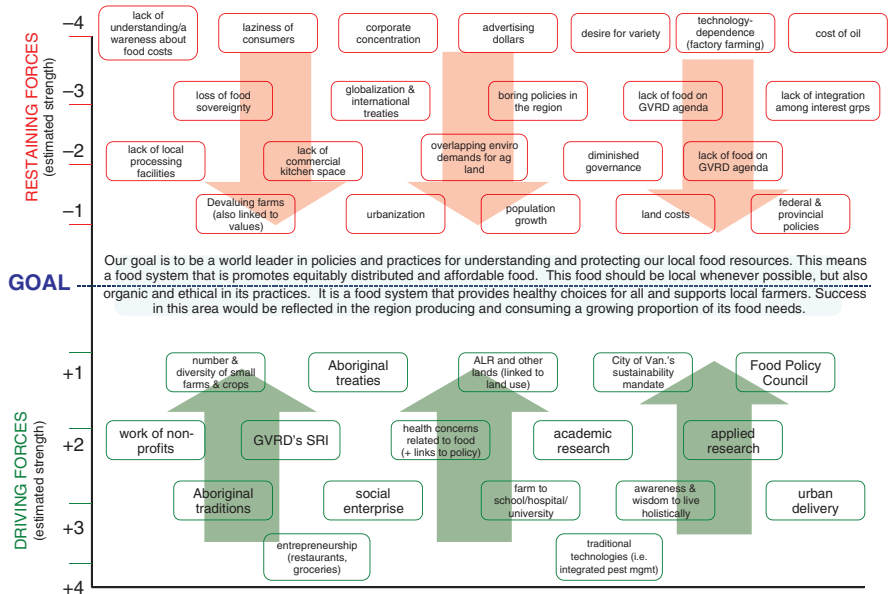 −4
lack of
understanding/a
wareness about
food costs
laziness of
consumers
corporate
concentration
advertising
dollars
desire for variety
technology-
dependence
(factory farming)
cost of oil
RESTAINING FORCES
(estimated strength)
−3
loss of food
sovereignty
globalization &
international
treaties
boring policies in
the region
lack of food on
GVRD agenda
lack of integration
among interest grps
−2
lack of local
processing
facilities
lack of
commercial
kitchen space
overlapping enviro
demands for ag
land
diminished
governance
lack of food on
GVRD agenda
−1
Devaluing farms
(also linked to
values)
urbanization
population
growth
land costs
federal &
provincial
policies
GOAL
Our goal is to be a world leader in policies and practices for understanding and protecting our local food resources. This means
a food system that is promotes equitably distributed and affordable food. This food should be local whenever possible, but also
organic and ethical in its practices. It is a food system that provides healthy choices for all and supports local farmers. Success
in this area would be reflected in the region producing and consuming a growing proportion of its food needs.
+1
number &
diversity of small
farms & crops
Aboriginal
treaties
ALR and other
lands (linked to
land use)
City of Van.'s
sustainability
mandate
Food Policy
Council
DRIVING FORCES
(estimated strength)
+2
work of non-
profits
GVRD's SRI
health concerns
related to food
(+ links to policy)
academic
research
applied
research
+3
Aboriginal
traditions
social
enterprise
farm to
school/hospital/
university
awareness &
wisdom to live
holistically
urban
delivery
entrepreneurship
(restaurants,
groceries)
traditional
technologies (i.e.
integrated pest mgmt)
+4